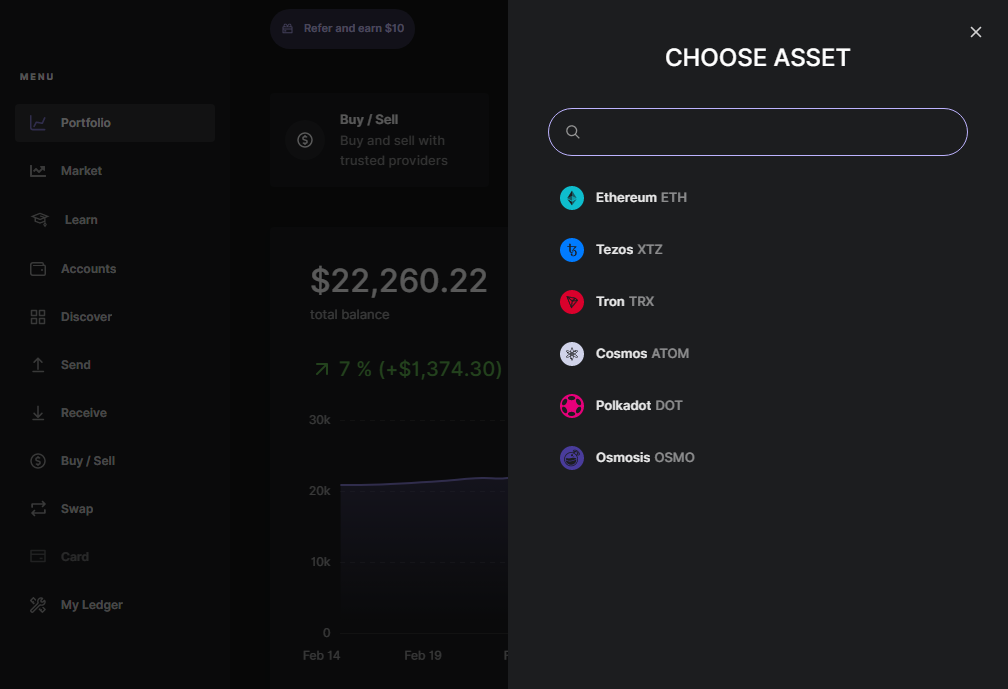 Refer and earn $10
MENU
Portfolio
Market
Learn
Accounts
Discover
Send
Receive
Buy / Sell
Swap
Card
My Ledger
Buy / Sell
Buy and sell with
trusted providers
$22,260.22
total balance
7 % (+$1,374.30)
30k
20k
10k
0
Feb 14
Feb 19
CHOOSE ASSET
Ethereum ETH
Tezos XTZ
Tron TRX
Cosmos ATOM
Polkadot DOT
Osmosis OSMO